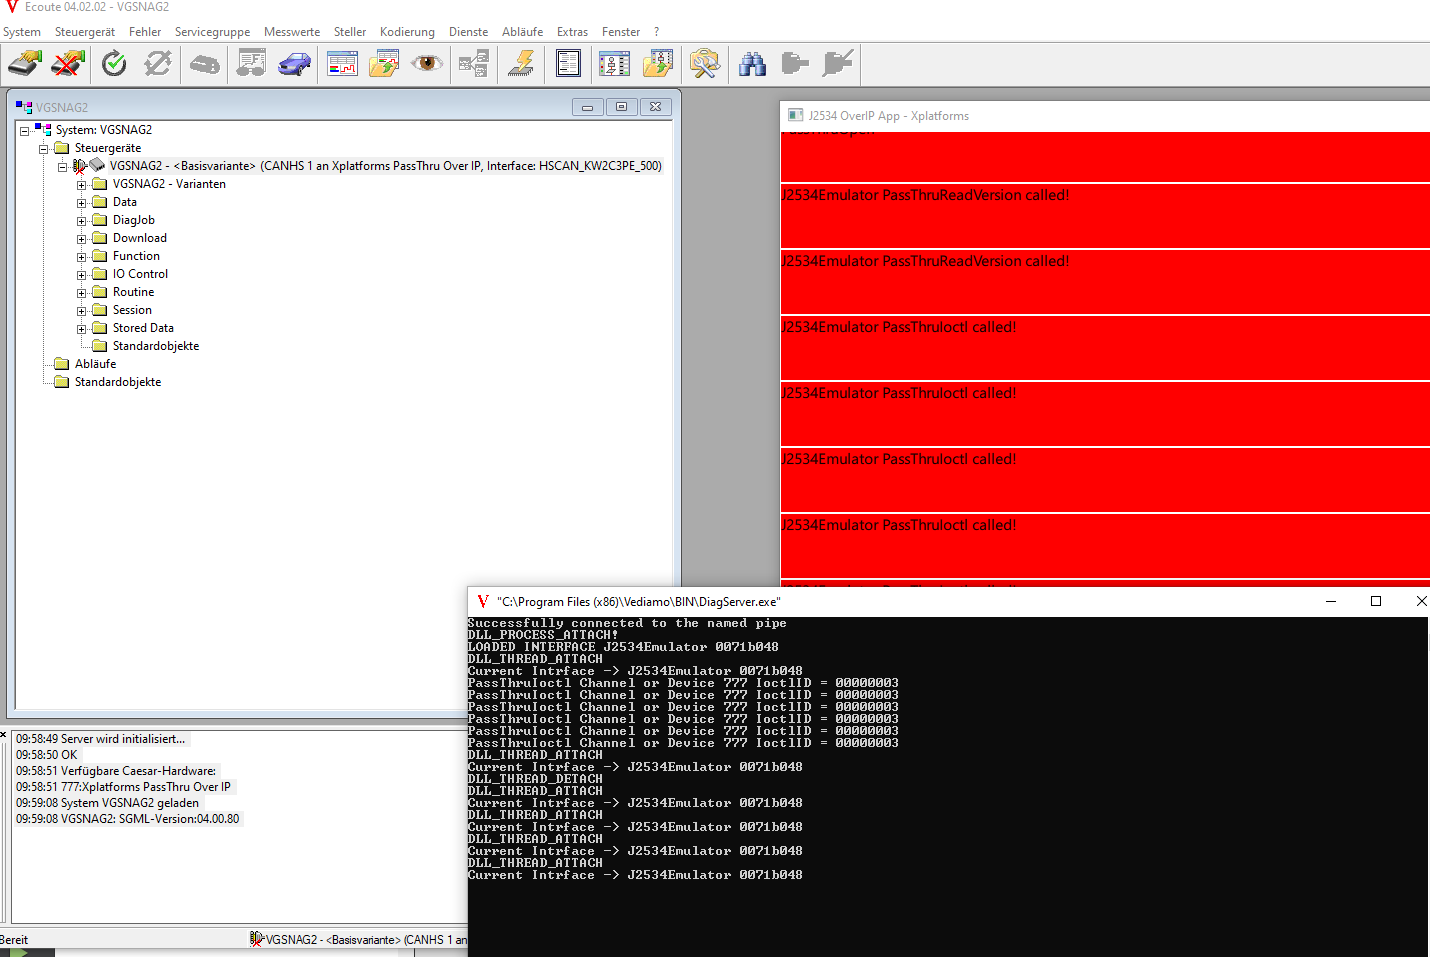 Ecoute 04.02.02 - VGSNAG2
System Steuergerät Fehler Servicegruppe Messwerte Steller Kodierung Dienste Abläufe Extras Fenster ?
VGSNAG2
System: VGSNAG2
Steuergeräte
VGSNAG2 - <Basisvariante> (CANHS 1 an Xplatforms PassThru Over IP, Interface: HSCAN_KW2C3PE_500)
VGSNAG2 - Varianten
Data
DiagJob
Download
Function
IO Control
Routine
Session
Stored Data
Standardobjekte
Abläufe
Standardobjekte
J2534 OverIP App - Xplatforms
PassThruOpen
J2534Emulator PassThruReadVersion called!
J2534Emulator PassThruReadVersion called!
J2534Emulator PassThruIoctl called!
J2534Emulator PassThruIoctl called!
J2534Emulator PassThruIoctl called!
J2534Emulator PassThruIoctl called!
"C:\Program Files (x86)\Vediamo\BIN\DiagServer.exe"
Successfully connected to the named pipe
DLL_PROCESS_ATTACH!
LOADED INTERFACE J2534Emulator 0071b048
DLL_THREAD_ATTACH
Current Intrface -> J2534Emulator 0071b048
PassThruIoctl Channel or Device 777 IoctlID = 00000003
PassThruIoctl Channel or Device 777 IoctlID = 00000003
PassThruIoctl Channel or Device 777 IoctlID = 00000003
PassThruIoctl Channel or Device 777 IoctlID = 00000003
PassThruIoctl Channel or Device 777 IoctlID = 00000003
PassThruIoctl Channel or Device 777 IoctlID = 00000003
DLL_THREAD_ATTACH
Current Intrface -> J2534Emulator 0071b048
DLL_THREAD_DETACH
DLL_THREAD_ATTACH
Current Intrface -> J2534Emulator 0071b048
DLL_THREAD_ATTACH
Current Intrface -> J2534Emulator 0071b048
DLL_THREAD_ATTACH
Current Intrface -> J2534Emulator 0071b048
DLL_THREAD_ATTACH
Current Intrface -> J2534Emulator 0071b048
09:58:49 Server wird initialisiert...
09:58:50 OK
09:58:51 Verfügbare Caesar-Hardware:
09:58:51 777:Xplatforms PassThru Over IP
09:59:08 System VGSNAG2 geladen
09:59:08 VGSNAG2: SGML-Version:04.00.80
Bereit
VGSNAG2 - <Basisvariante> (CANHS 1 an